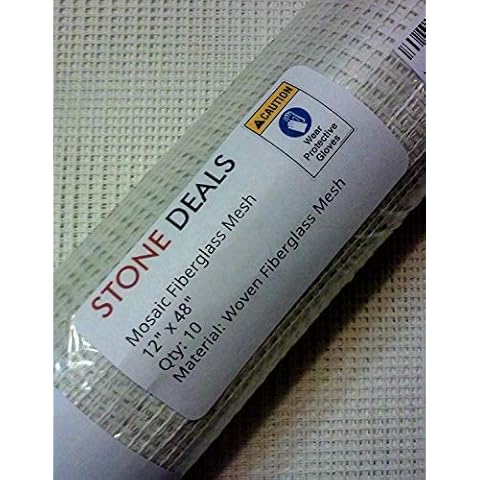 STONE DEALS
Mosaic Fiberglass Mesh
12" X 48"
Qty: 10
Material: Woven Fiberglass Mesh
CAUTION
Wear
Protective
Gloves